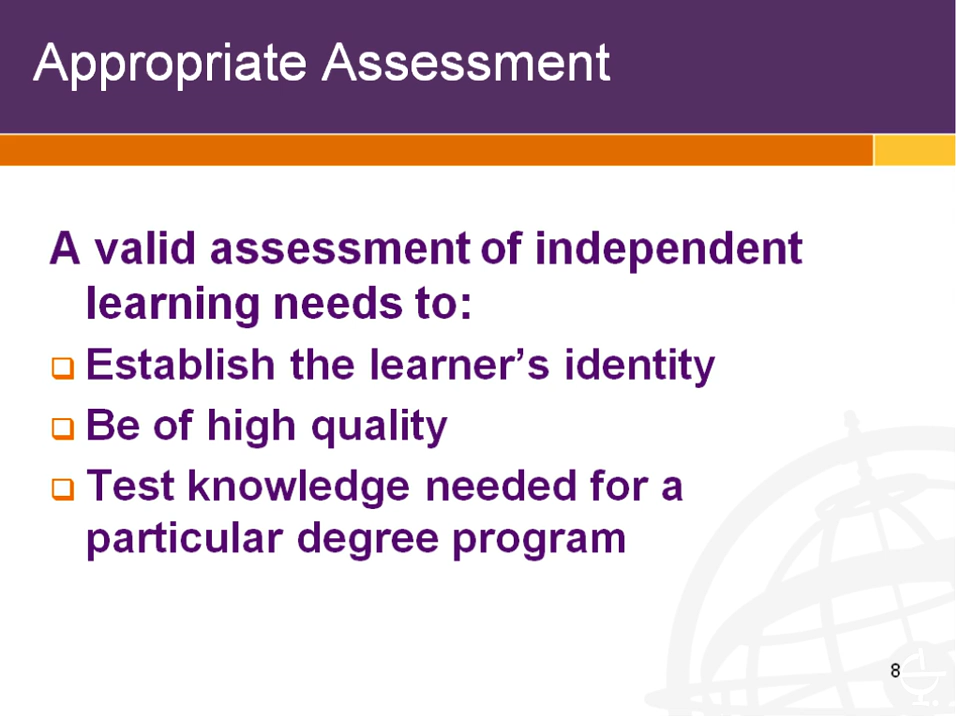 Appropriate Assessment
A valid assessment of independent
learning needs to:
Establish the learner’s identity
Be of high quality
Test knowledge needed for a
particular degree program
8